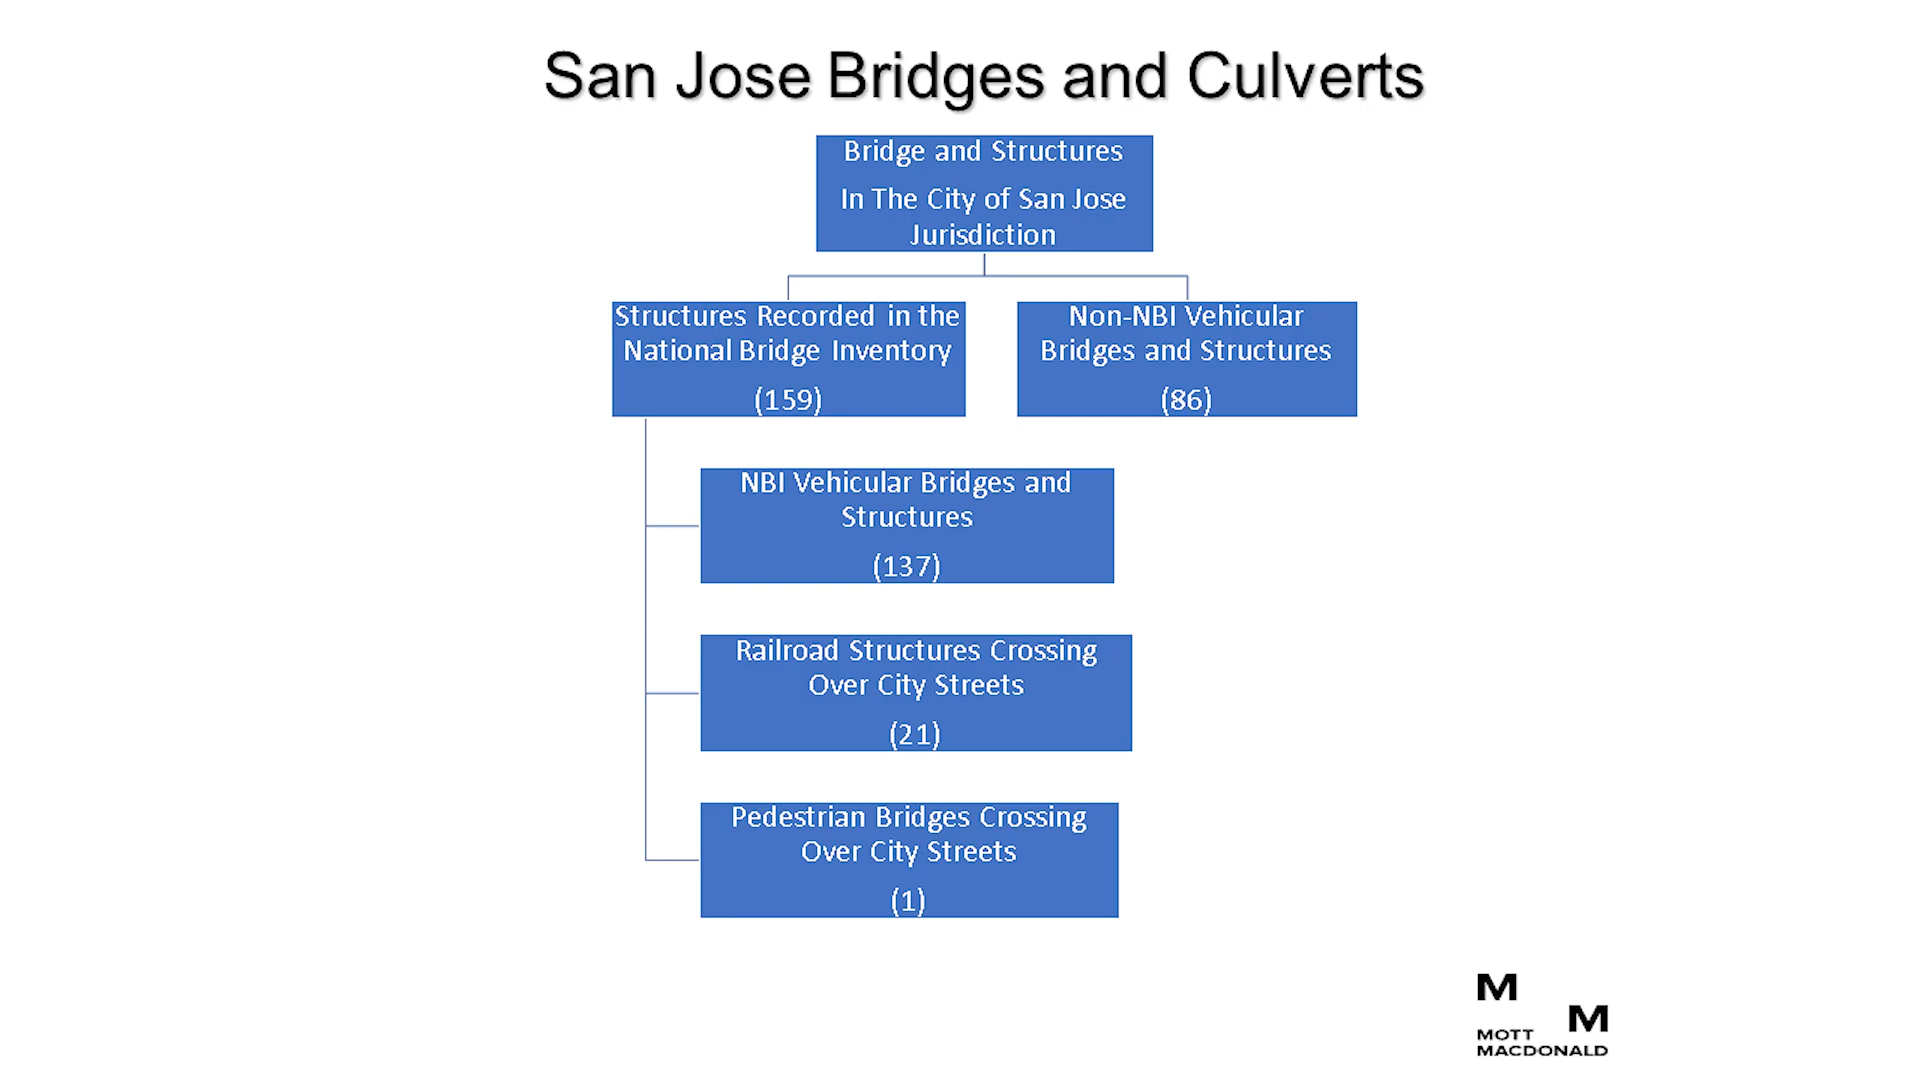 San Jose Bridges and Culverts
Bridge and Structures
In The City of San Jose
Jurisdiction
Structures Recorded in the
National Bridge Inventory
(159)
Non-NBI Vehicular
Bridges and Structures
(86)
NBI Vehicular Bridges and
Structures
(137)
Railroad Structures Crossing
Over City Streets
(21)
Pedestrian Bridges Crossing
Over City Streets
(1)
M
M
MOTT
MACDONALD